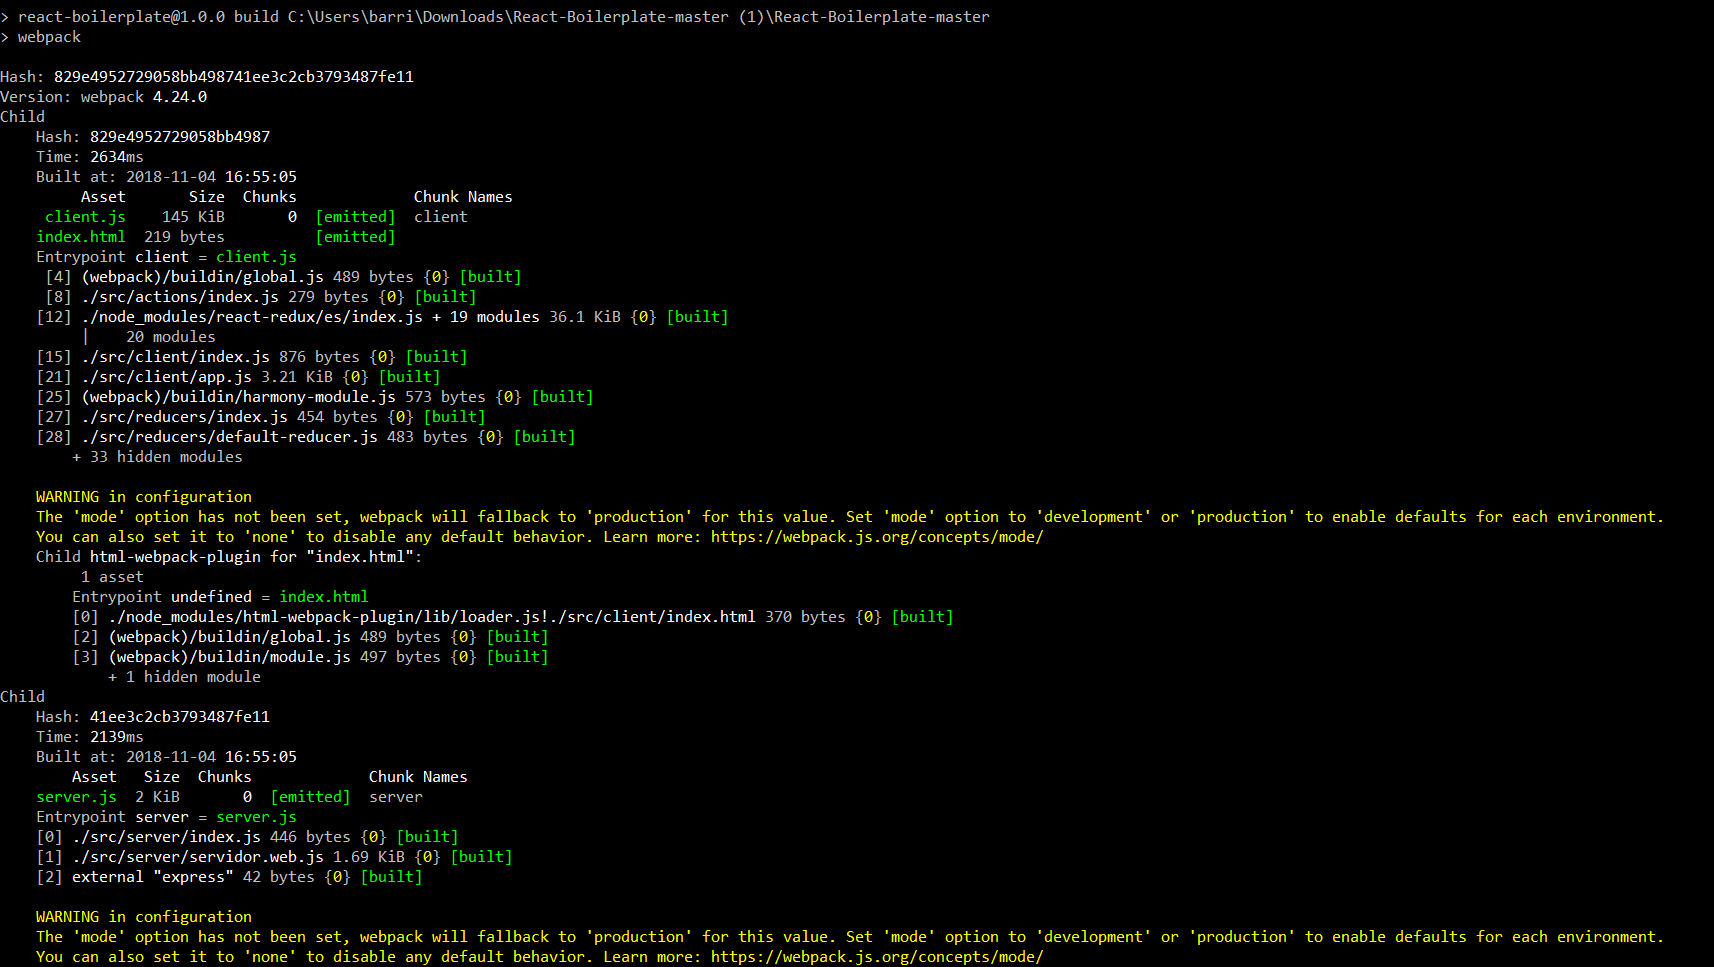 > react-boilerplate@1.0.0 build C:\Users\barri\Downloads\React-Boilerplate-master (1)\React-Boilerplate-master
> webpack
Hash: 829e4952729058bb498741ee3c2cb3793487fe11
Version: webpack 4.24.0
Child
Hash: 829e4952729058bb4987
Time: 2634ms
Built at: 2018-11-04 16:55:05
Asset Size Chunks Chunk Names
client.js 145 KiB 0 [emitted] client
index.html 219 bytes [emitted]
Entrypoint client = client.js
[4] (webpack)/buildin/global.js 489 bytes {0} [built]
[8] ./src/actions/index.js 279 bytes {0} [built]
[12] ./node_modules/react-redux/es/index.js + 19 modules 36.1 KiB {0} [built]
| 20 modules
[15] ./src/client/index.js 876 bytes {0} [built]
[21] ./src/client/app.js 3.21 KiB {0} [built]
[25] (webpack)/buildin/harmony-module.js 573 bytes {0} [built]
[27] ./src/reducers/index.js 454 bytes {0} [built]
[28] ./src/reducers/default-reducer.js 483 bytes {0} [built]
+ 33 hidden modules
WARNING in configuration
The 'mode' option has not been set, webpack will fallback to 'production' for this value. Set 'mode' option to 'development' or 'production' to enable defaults for each environment.
You can also set it to 'none' to disable any default behavior. Learn more: https://webpack.js.org/concepts/mode/
Child html-webpack-plugin for "index.html":
1 asset
Entrypoint undefined = index.html
[0] ./node_modules/html-webpack-plugin/lib/loader.js!./src/client/index.html 370 bytes {0} [built]
[2] (webpack)/buildin/global.js 489 bytes {0} [built]
[3] (webpack)/buildin/module.js 497 bytes {0} [built]
+ 1 hidden module
Child
Hash: 41ee3c2cb3793487fe11
Time: 2139ms
Built at: 2018-11-04 16:55:05
Asset Size Chunks Chunk Names
server.js 2 KiB 0 [emitted] server
Entrypoint server = server.js
[0] ./src/server/index.js 446 bytes {0} [built]
[1] ./src/server/servidor.web.js 1.69 KiB {0} [built]
[2] external "express" 42 bytes {0} [built]
WARNING in configuration
The 'mode' option has not been set, webpack will fallback to 'production' for this value. Set 'mode' option to 'development' or 'production' to enable defaults for each environment.
You can also set it to 'none' to disable any default behavior. Learn more: https://webpack.js.org/concepts/mode/